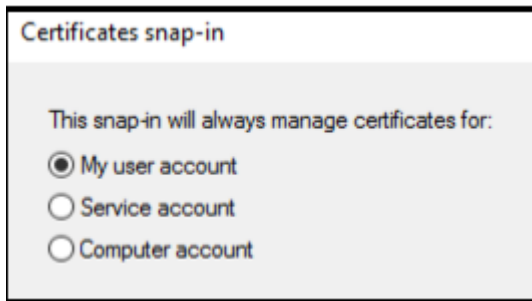 Certificates snap-in
This snap-in will always manage certificates for:
My user account
Service account
Computer account